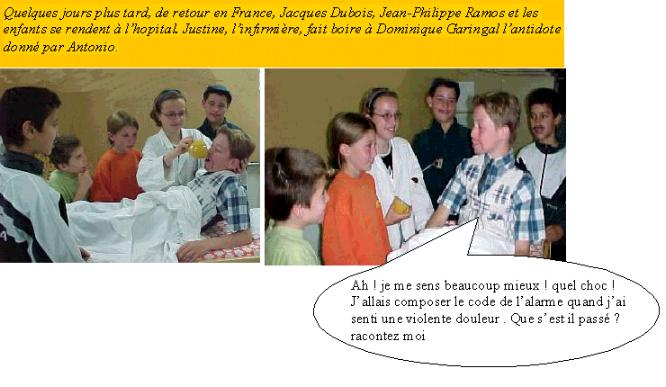 Quelques jours plus tard, de retour en France, Jacques Dubois, Jean-Philippe Ramos et les
enfants se rendent à l'hopital. Justine, l'infirmière, fait boire à Dominique Garingal l'antidote
donné par Antonio.
Ah ! je me sens beaucoup mieux ! quel choc !
J'allais composer le code de l'alarme quand j'ai
senti une violente douleur . Que s'est il passé ?
racontez moi